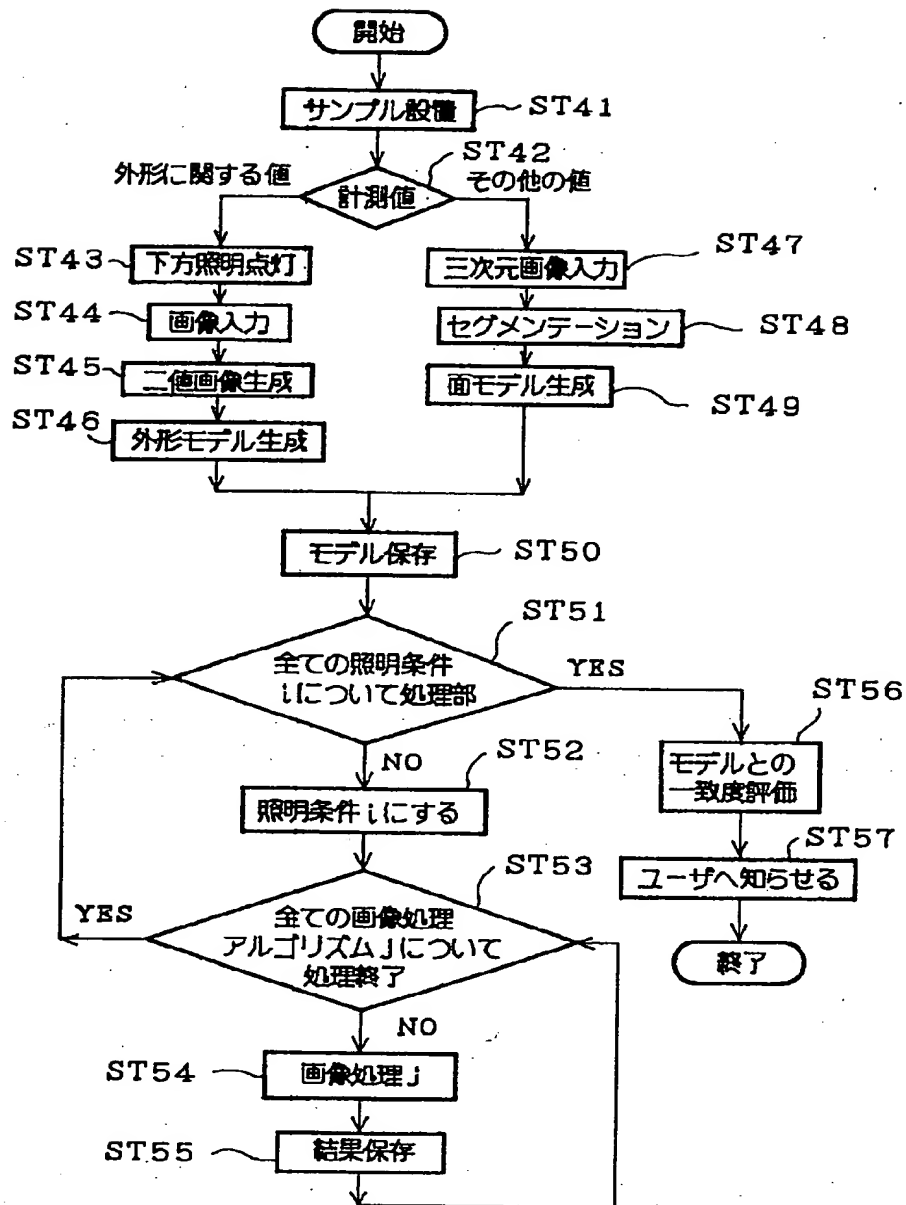 開始
サンプル設置
ST41
ST42
外形に関する値
その他の値
計測値
ST43
下方照明点灯
ST44
画像入力
ST45
二値画像生成
ST46
外形モデル生成
三次元画像入力
ST47
セグメンテーション
ST48
面モデル生成
ST49
モデル保存
ST50
ST51
全ての照明条件
iについて処理部
YES
NO
ST52
照明条件iにする
ST53
全ての画像処理
アルゴリズムjについて
処理終了
YES
NO
ST54
画像処理j
ST55
結果保存
ST56
モデルとの
一致度評価
ST57
ユーザへ知らせる
終了